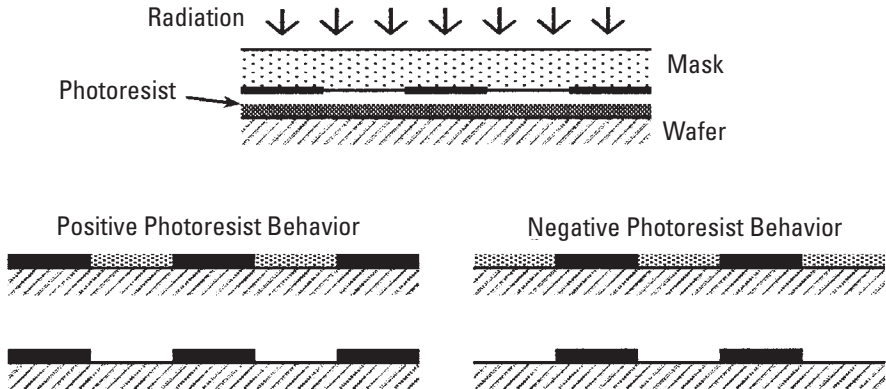 Radiation
Mask
Photoresist
Wafer
Positive Photoresist Behavior
Negative Photoresist Behavior